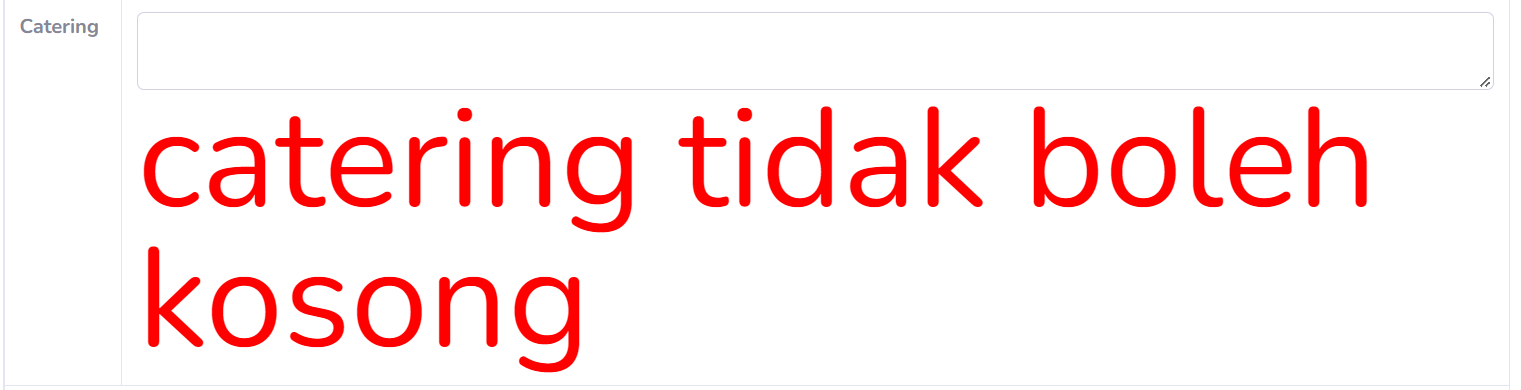 Catering
catering tidak boleh
kosong